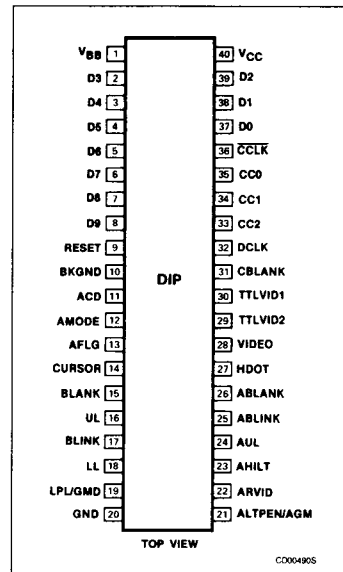 VBB 1 40 VCC
D3 2 39 D2
D4 3 38 D1
D5 4 37 D0
D6 5 36 CCLK
D7 6 35 CC0
D8 7 34 CC1
D9 8 33 CC2
RESET 9 32 DCLK
BKGND 10 31 CBLANK
DIP
ACD 11 30 TTLVID1
AMODE 12 29 TTLVID2
AFLG 13 28 VIDEO
CURSOR 14 27 HDOT
BLANK 15 26 ABLANK
UL 16 25 ABLINK
BLINK 17 24 AUL
LL 18 23 AHILT
LPL/GMD 19 22 ARVID
GND 20 21 ALTPEN/AGM
TOP VIEW
CD00490S